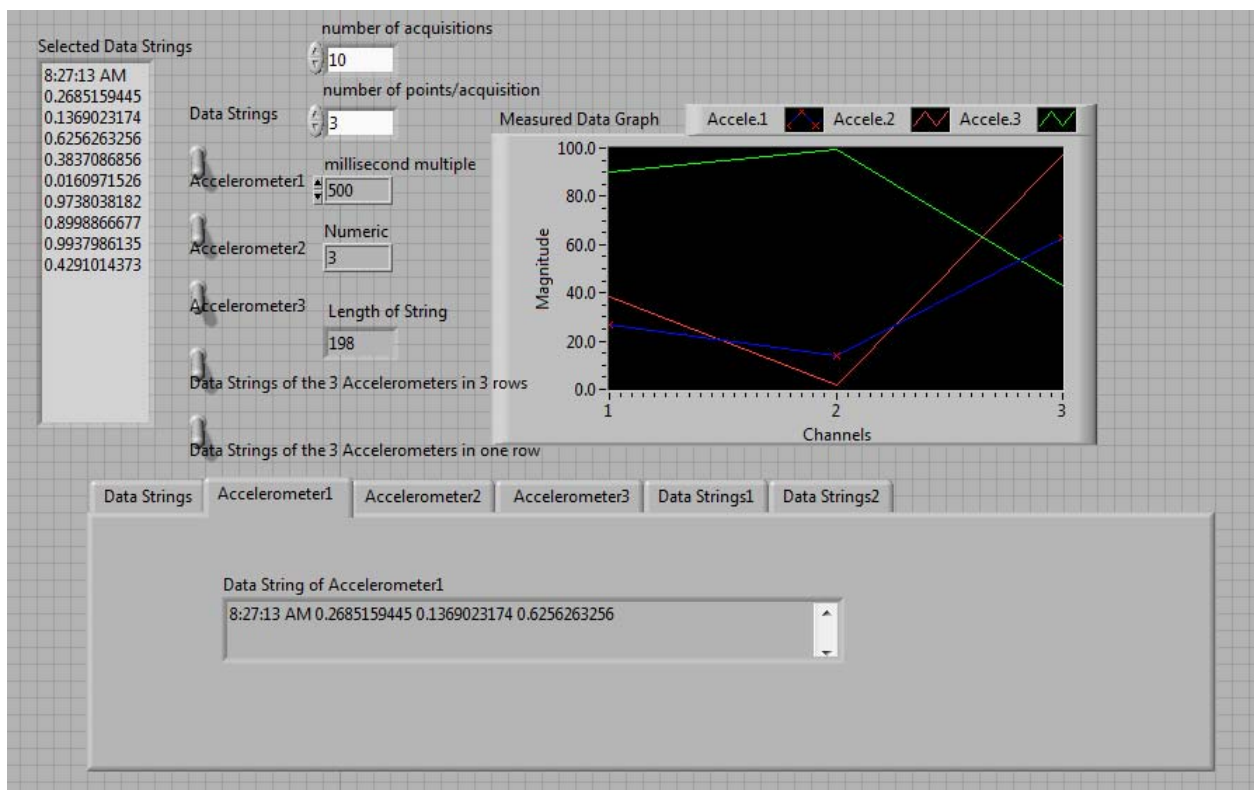 Selected Data Strings
8:27:13 AM
0.2685159445
0.1369023174
0.6256263256
0.3837086856
0.0160971526
0.9738038182
0.8998866677
0.9937986135
0.4291014373
number of acquisitions
10
number of points/acquisition
3
millisecond multiple
500
Numeric
3
Length of String
198
Data Strings
Accelerometer1
Accelerometer2
Accelerometer3
Data Strings of the 3 Accelerometers in 3 rows
Data Strings of the 3 Accelerometers in one row
Measured Data Graph
Accele.1 Accele.2 Accele.3
100.0
80.0
60.0
40.0
20.0
0.0
Magnitude
1 2 3
Channels
Data Strings Accelerometer1 Accelerometer2 Accelerometer3 Data Strings1 Data Strings2
Data String of Accelerometer1
8:27:13 AM 0.2685159445 0.1369023174 0.6256263256